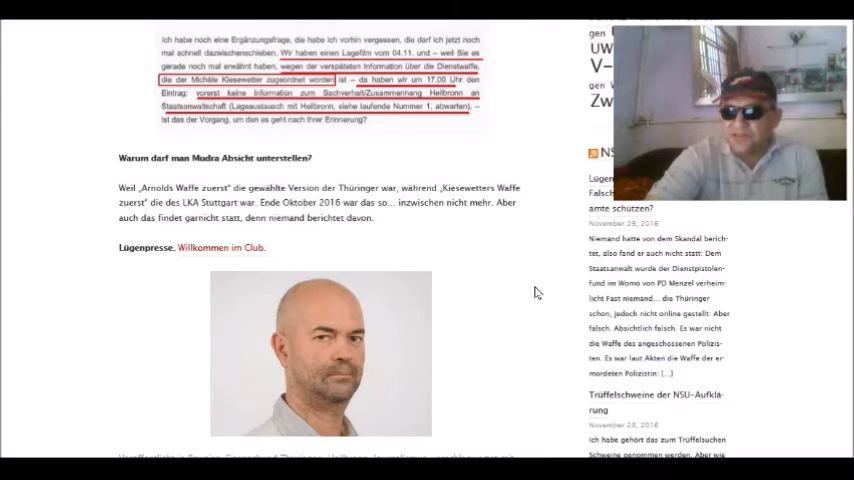 Ich habe noch eine Ergänzungsfrage, die habe ich vorhin vergessen, die darf ich jetzt noch
mal schnell dazwischenschieben. Wir haben einen Lagefilm vom 04.11. und – weil Sie es
gerade noch mal erwähnt haben, wegen der verspäteten Information über die Dienstwaffe,
die der Michèle Kiesewetter zugeordnet worden ist – da haben wir um 17.00 Uhr den
Eintrag: vorerst keine Information zum Sachverhalt/Zusammenhang Heilbronn an
Staatsanwaltschaft (Lageaustausch mit Heilbronn, siehe laufende Nummer 1, abwarten). –
Ist das der Vorgang, um den es geht nach Ihrer Erinnerung?
Warum darf man Mudra Absicht unterstellen?
Weil „Arnolds Waffe zuerst" die gewählte Version der Thüringer war, während „Kiesewetters Waffe
zuerst" die des LKA Stuttgart war. Ende Oktober 2016 war das so... inzwischen nicht mehr. Aber
auch das findet garnicht statt, denn niemand berichtet davon.
Lügenpresse. Willkommen im Club.
gen
UW
V-
gen W
Zw
NS
Lügen
Falsch
amte schützen?
November 29, 2016
Niemand hatte von dem Skandal berich-
tet, also fand er auch nicht statt: Dem
Staatsanwalt wurde der Dienstpistolen-
fund im Womo von PD Menzel verheim-
licht Fast niemand... die Thüringer
schon, jedoch nicht online gestellt: Aber
falsch. Absichtlich falsch. Es war nicht
die Waffe des angeschossenen Polizis-
ten. Es war laut Akten die Waffe der er-
mordeten Polizistin: [...]
Trüffelschweine der NSU-Aufklä-
rung
November 28, 2016
Ich habe gehört das zum Trüffelsuchen
Schweine genommen werden. Aber wie